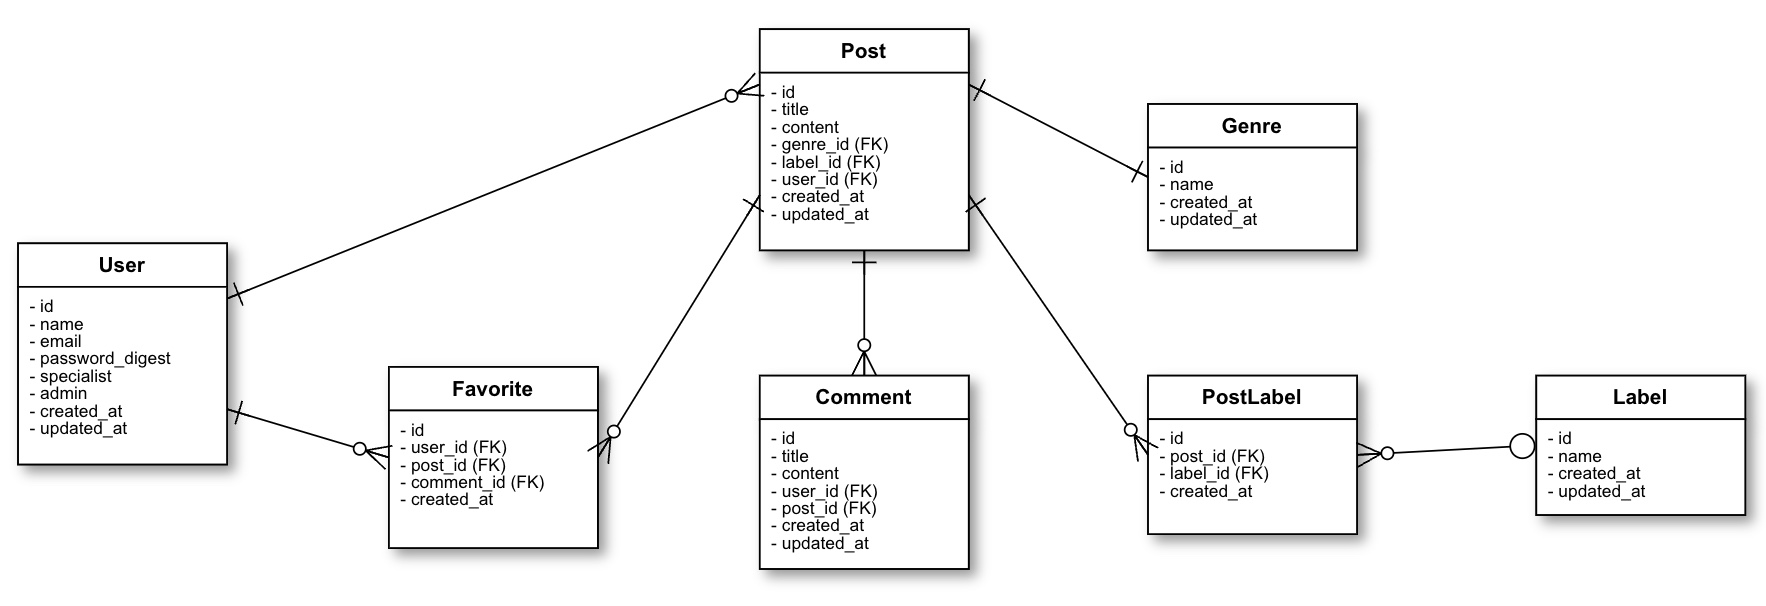 Post
- id
- title
- content
- genre_id (FK)
- label_id (FK)
- user_id (FK)
- created_at
- updated_at
Genre
- id
- name
- created_at
- updated_at
User
- id
- name
- email
- password_digest
- specialist
- admin
- created_at
- updated_at
Favorite
- id
- user_id (FK)
- post_id (FK)
- comment_id (FK)
- created_at
Comment
- id
- title
- content
- user_id (FK)
- post_id (FK)
- created_at
- updated_at
PostLabel
- id
- post_id (FK)
- label_id (FK)
- created_at
Label
- id
- name
- created_at
- updated_at